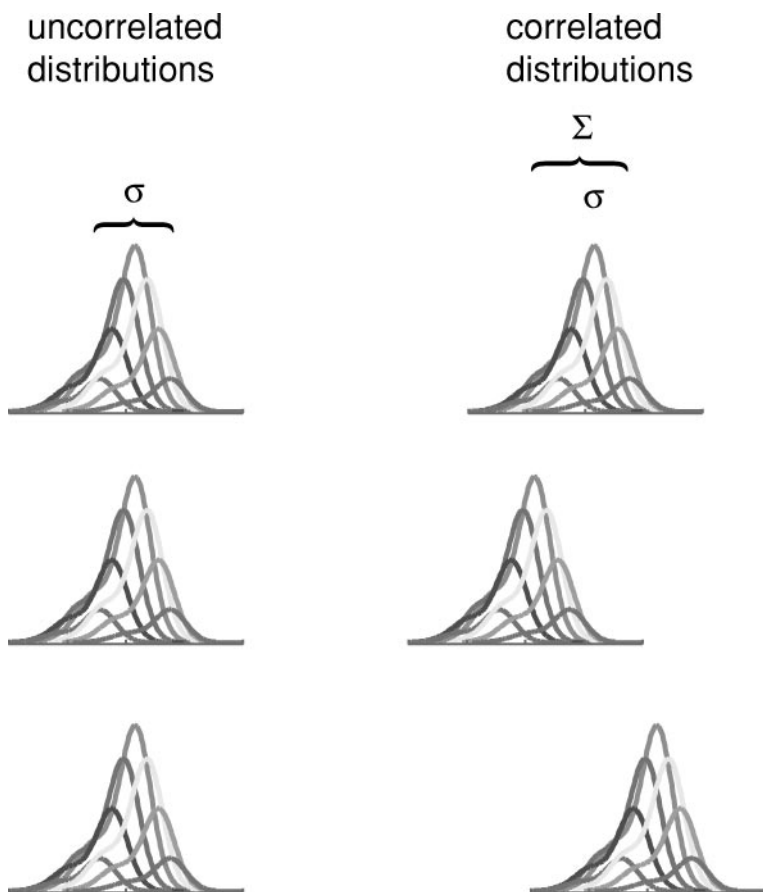 uncorrelated
distributions
correlated
distributions
Σ
σ
σ